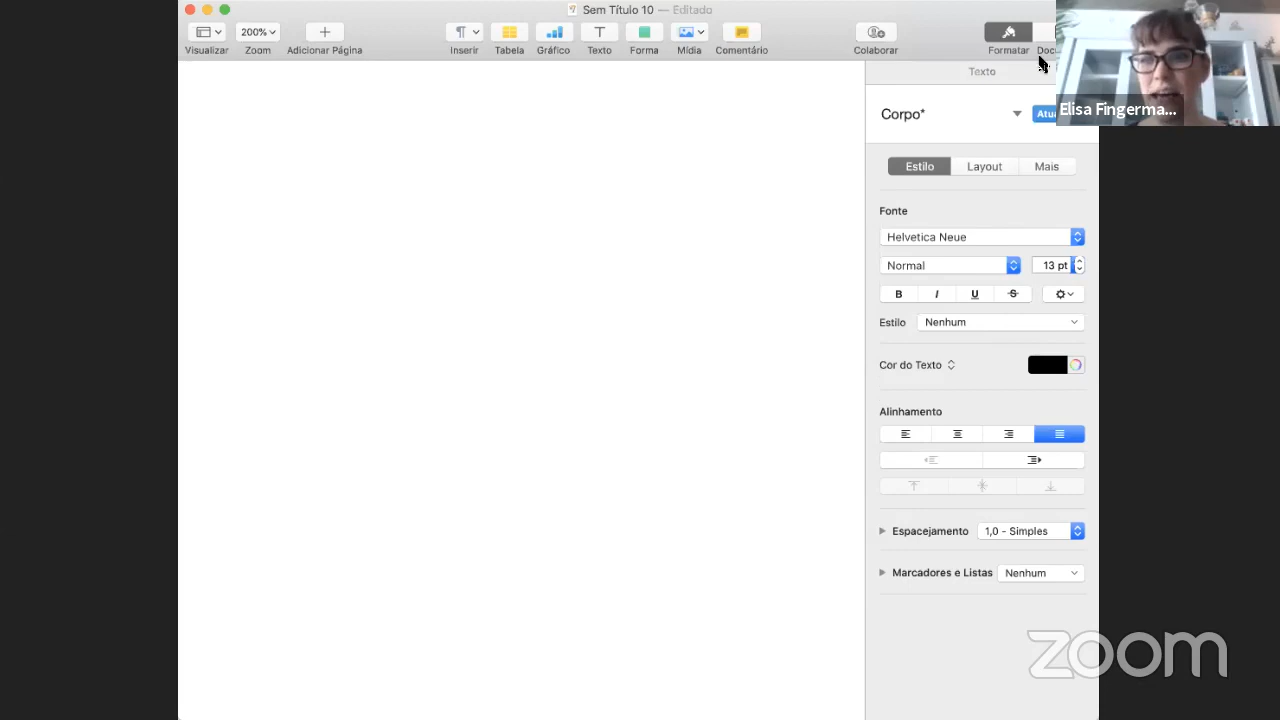 Sem Título 10 — Editado
Visualizar
200%
Zoom
Adicionar Página
Inserir
Tabela
Gráfico
T
Texto
Forma
Mídia
Comentário
Colaborar
Formatar
Texto
Elisa Fingerma...
Corpo*
Estilo
Layout
Mais
Fonte
Helvetica Neue
Normal
13 pt
B I U S
Estilo
Nenhum
Cor do Texto
Alinhamento
Espacejamento
1,0 - Simples
Marcadores e Listas
Nenhum
zoom